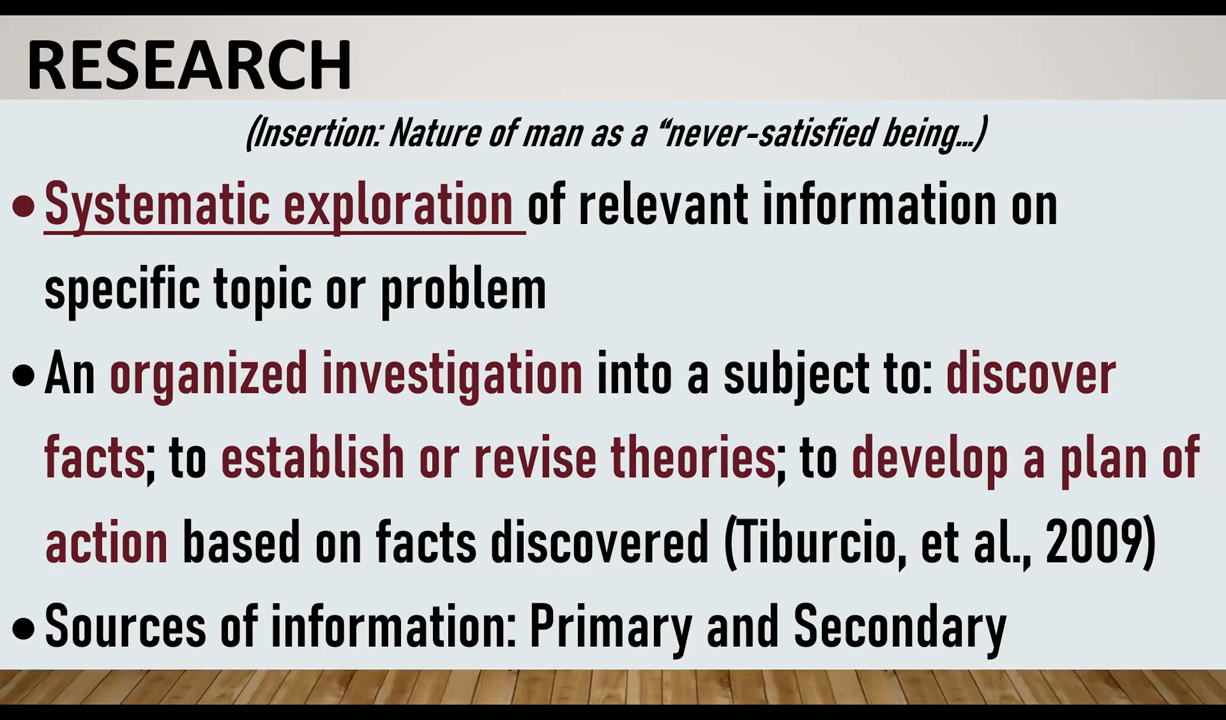 RESEARCH
(Insertion: Nature of man as a “never-satisfied being...)
•Systematic exploration of relevant information on
specific topic or problem
•An organized investigation into a subject to: discover
facts; to establish or revise theories; to develop a plan of
action based on facts discovered (Tiburcio, et al., 2009)
•Sources of information: Primary and Secondary